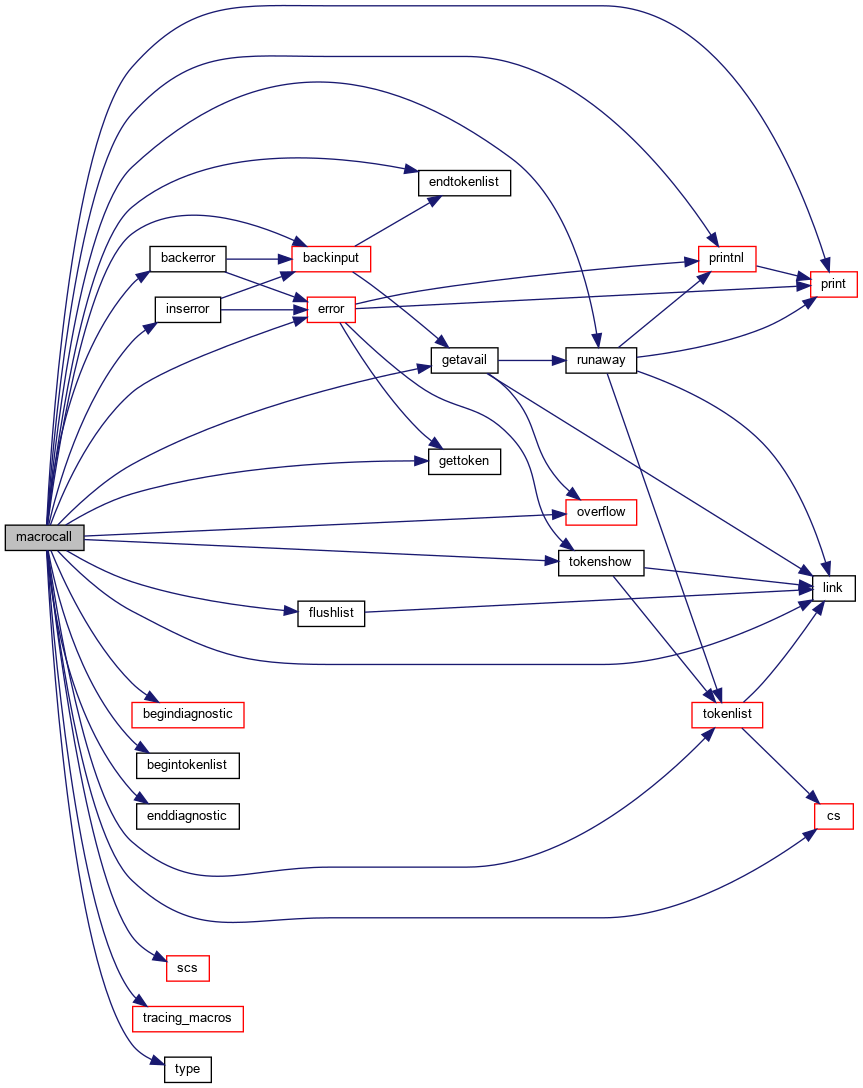 endtokenlist
backerror
backinput
printnl
print
inserror
error
getavail
runaway
gettoken
overflow
macrocall
tokenshow
link
flushlist
begindiagnostic
tokenlist
begintokenlist
enddiagnostic
cs
scs
tracing_macros
type